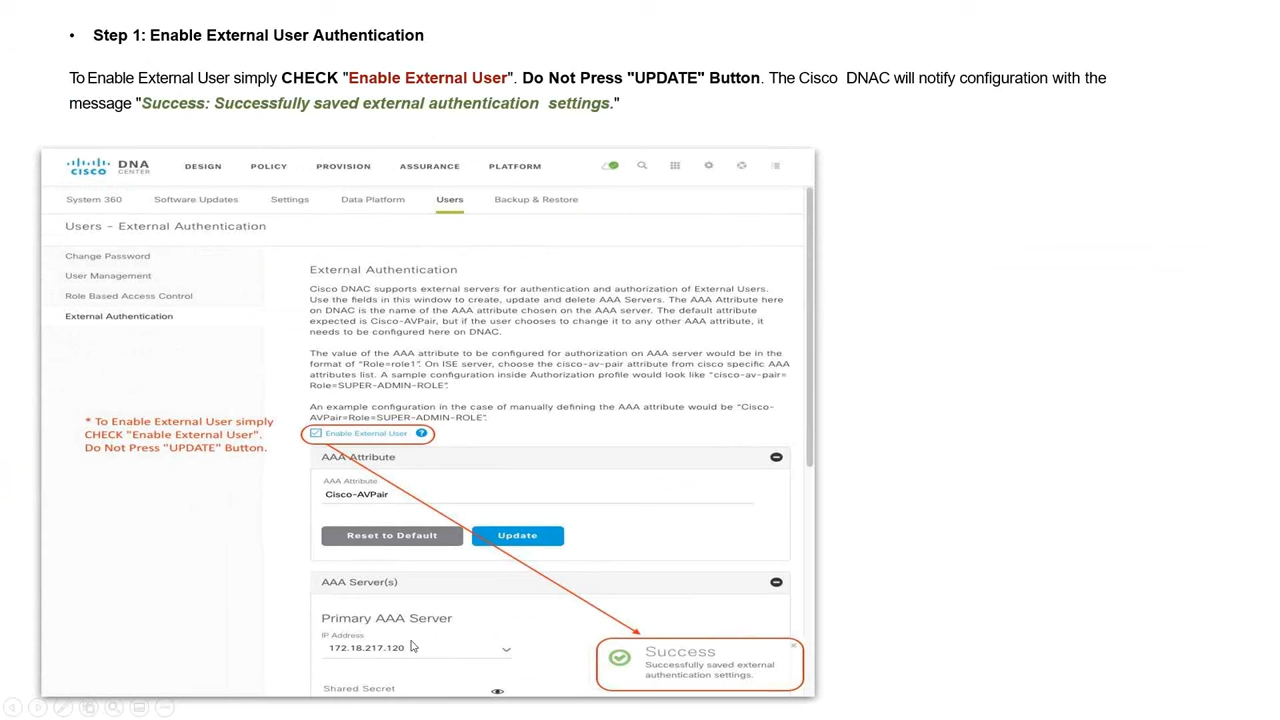 • Step 1: Enable External User Authentication
To Enable External User simply CHECK "Enable External User". Do Not Press "UPDATE" Button. The Cisco DNAC will notify configuration with the
message "Success: Successfully saved external authentication settings."
CISCO DNA CENTER DESIGN POLICY PROVISION ASSURANCE PLATFORM
System 360 Software Updates Settings Data Platform Users Backup & Restore
Users - External Authentication
Change Password
User Management
Role Based Access Control
External Authentication
External Authentication
Cisco DNAC supports external servers for authentication and authorization of External Users.
Use the fields in this window to create, update and delete AAA Servers. The AAA Attribute here
on DNAC is the name of the AAA attribute chosen on the AAA server. The default attribute
expected is Cisco-AVPair, but if the user chooses to change it to any other AAA attribute, it
needs to be configured here on DNAC.
The value of the AAA attribute to be configured for authorization on AAA server would be in the
format of "Role=role1". On ISE server, choose the cisco-av-pair attribute from cisco specific AAA
attributes list. A sample configuration inside Authorization profile would look like "cisco-av-pair=
Role=SUPER-ADMIN-ROLE".
An example configuration in the case of manually defining the AAA attribute would be "Cisco-
AVPair=Role=SUPER-ADMIN-ROLE".
* To Enable External User simply
CHECK "Enable External User".
Do Not Press "UPDATE" Button.
Enable External User ?
AAA Attribute
AAA Attribute
Cisco-AVPair
Reset to Default Update
AAA Server(s)
Primary AAA Server
IP Address
172.18.217.120
Shared Secret
Success
Successfully saved external
authentication settings.